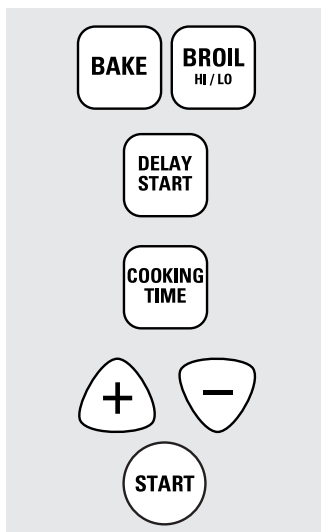 BAKE
BROIL
HI / LO
DELAY
START
COOKING
TIME
+ −
START